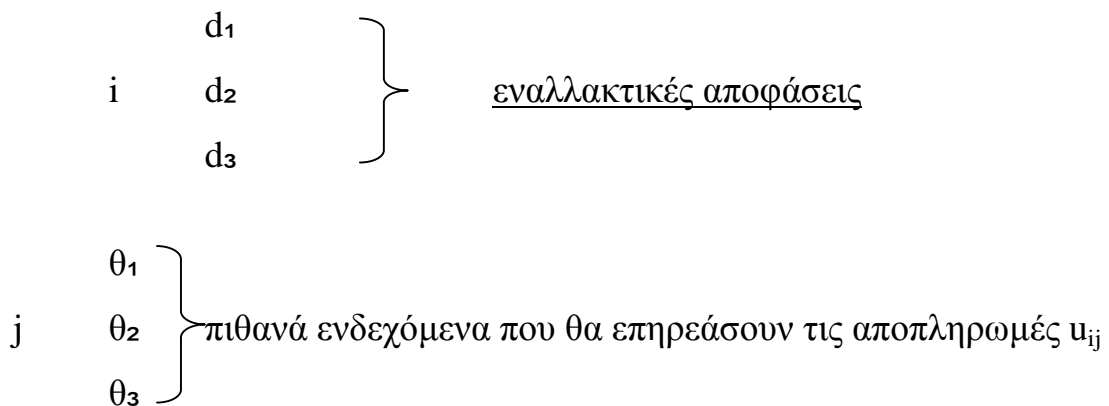 d₁
i d₂ εναλλακτικές αποφάσεις
d₃
θ₁
j θ₂ πιθανά ενδεχόμενα που θα επηρεάσουν τις αποπληρωμές uᵢⱼ
θ₃